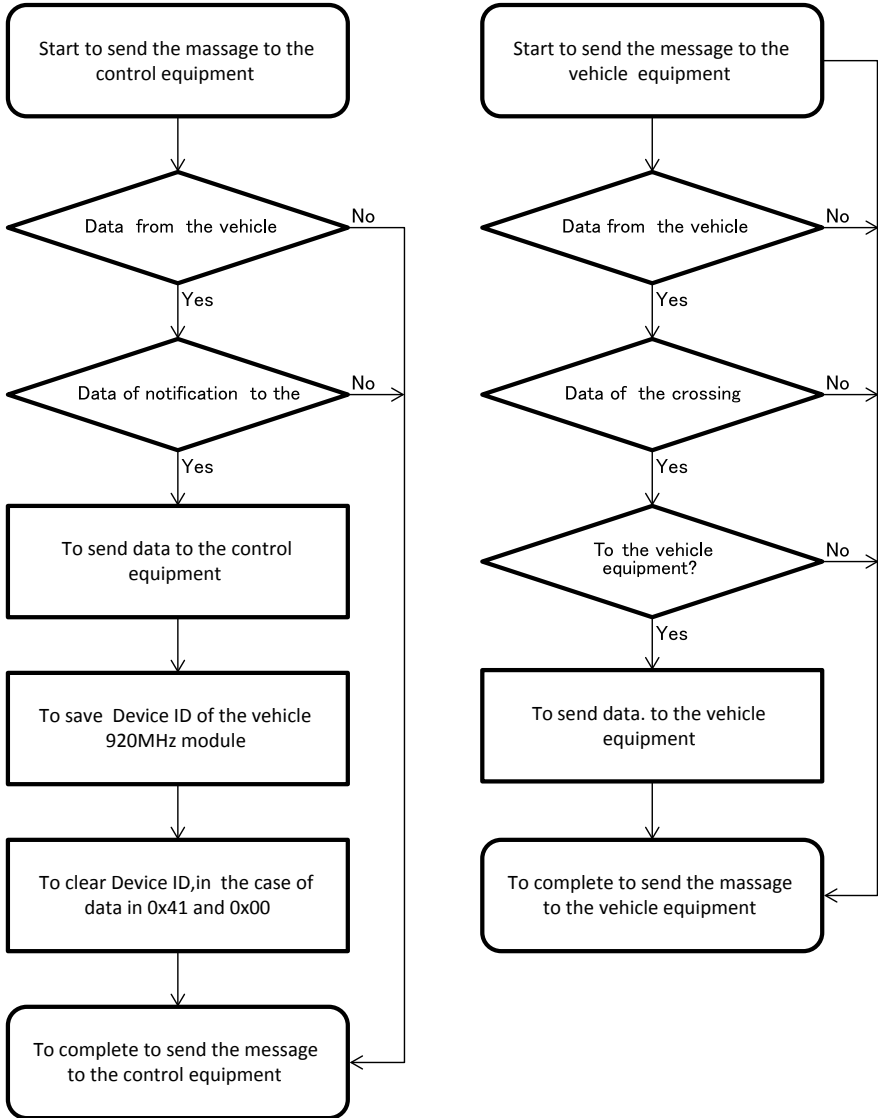 Start to send the massage to the
control equipment
Data from the vehicle
No
Yes
Data of notification to the
No
Yes
To send data to the control
equipment
To save Device ID of the vehicle
920MHz module
To clear Device ID,in the case of
data in 0x41 and 0x00
To complete to send the message
to the control equipment
Start to send the message to the
vehicle equipment
Data from the vehicle
No
Yes
Data of the crossing
No
Yes
To the vehicle
equipment?
No
Yes
To send data. to the vehicle
equipment
To complete to send the massage
to the vehicle equipment